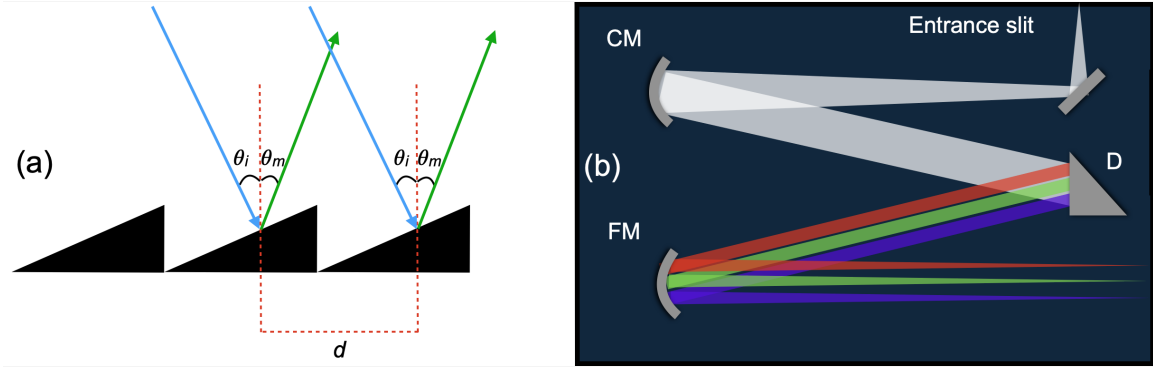 (a)
θi θm
θi θm
d
(b)
CM
Entrance slit
D
FM